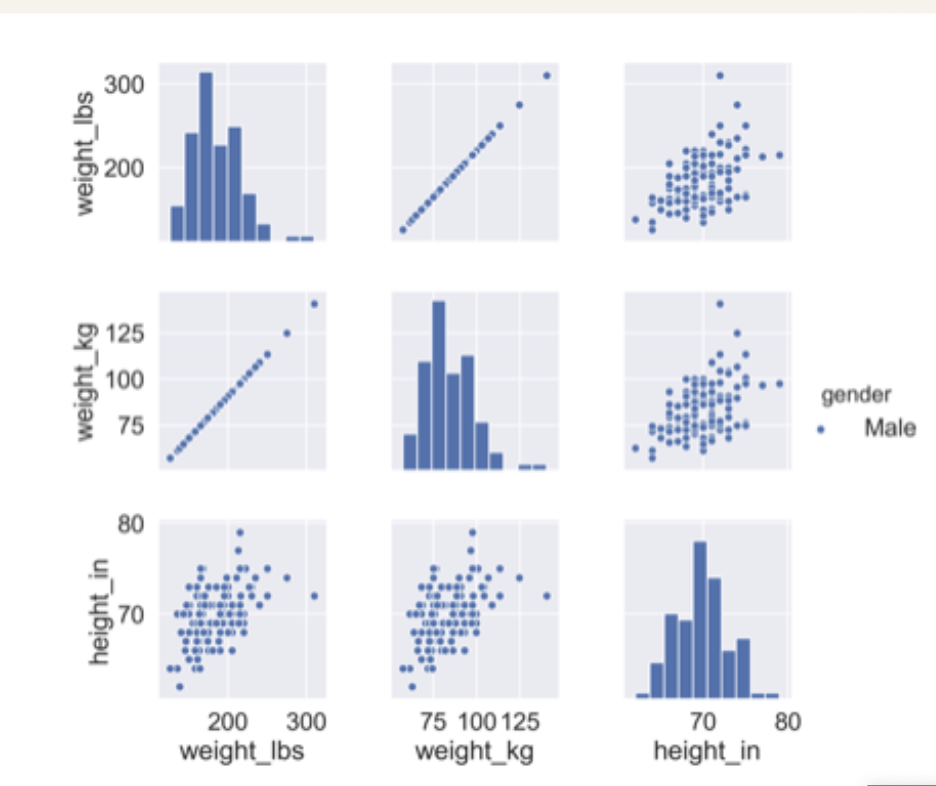 300
200
weight_lbs
125
100
75
weight_kg
gender
Male
80
70
height_in
200 300
75 100 125
70 80
weight_lbs
weight_kg
height_in